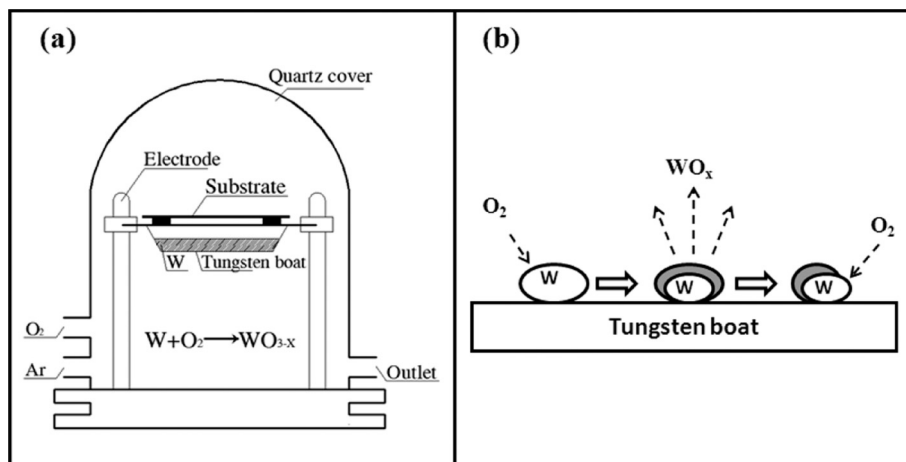 (a)
Quartz cover
Electrode
Substrate
W
Tungsten boat
O₂
W+O₂→WO₃₋ₓ
Ar
Outlet
(b)
WOₓ
O₂
O₂
W
W
W
Tungsten boat